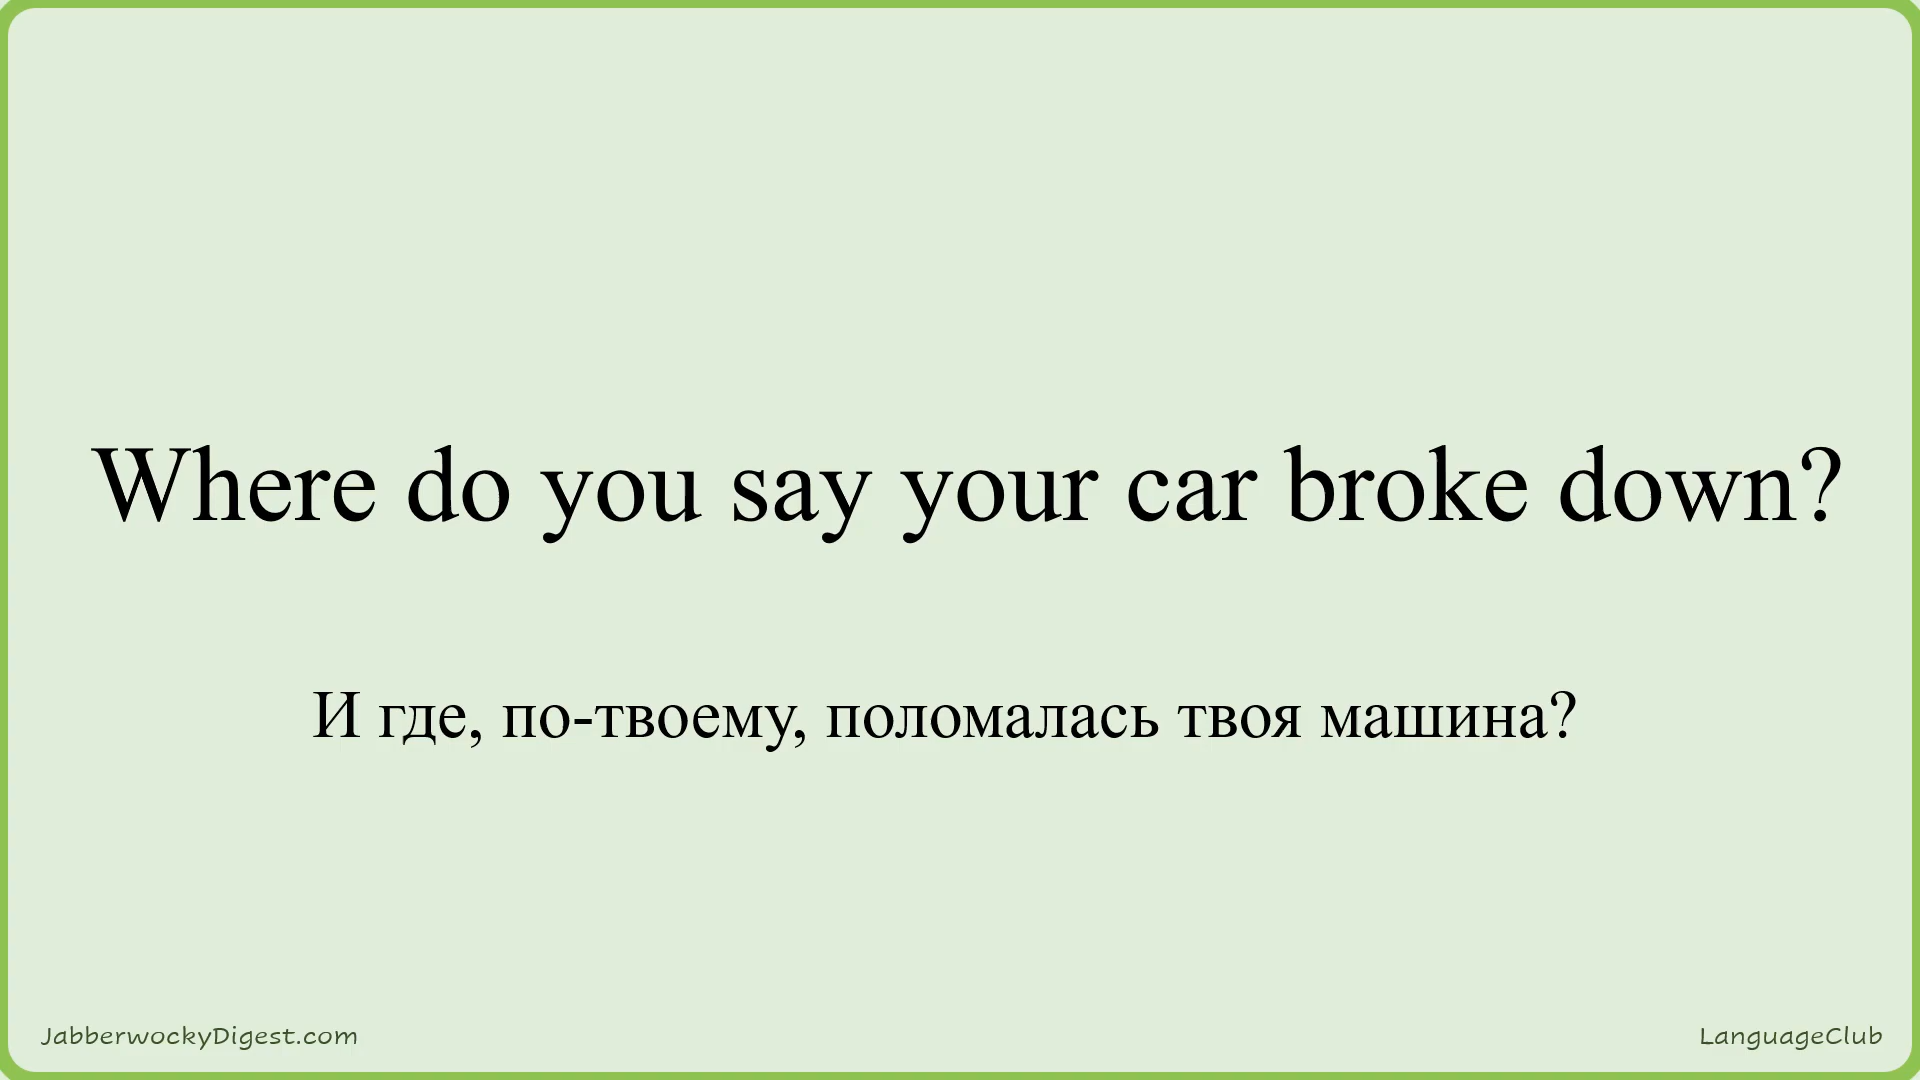 Where do you say your car broke down?
И где, по-твоему, поломалась твоя машина?
JabberwockyDigest.com
LanguageClub